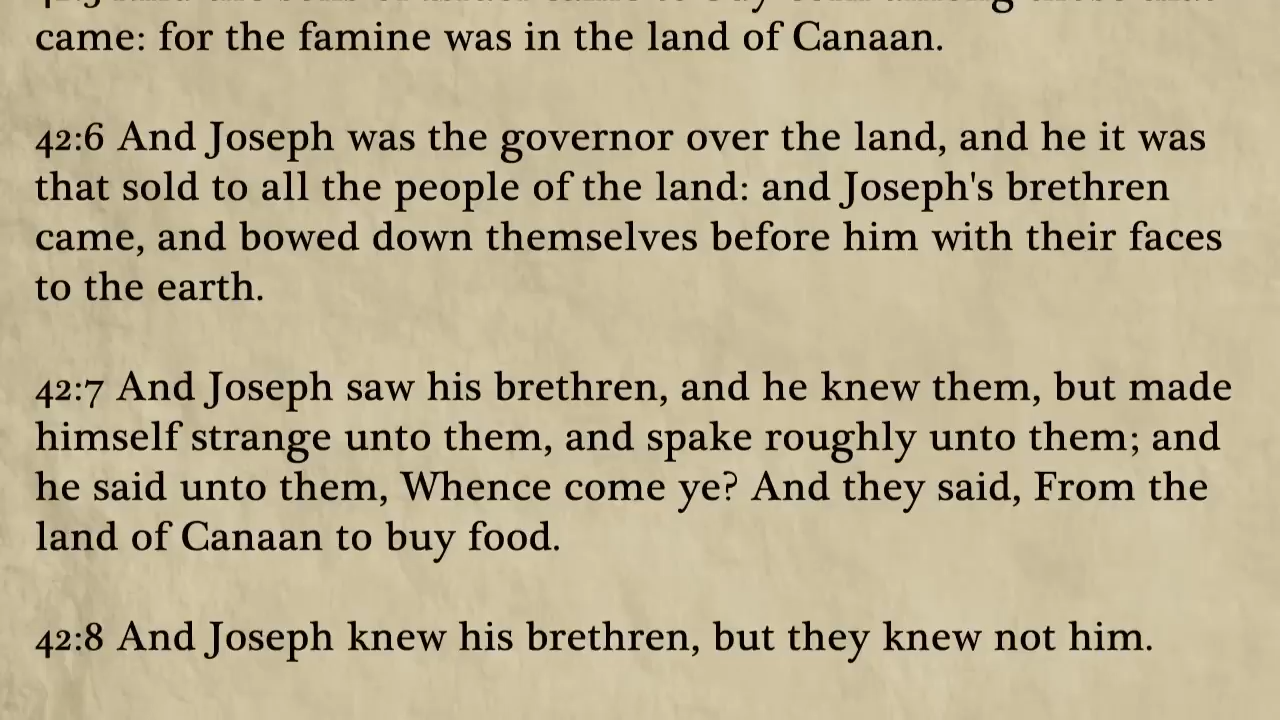 came: for the famine was in the land of Canaan.
42:6 And Joseph was the governor over the land, and he it was
that sold to all the people of the land: and Joseph's brethren
came, and bowed down themselves before him with their faces
to the earth.
42:7 And Joseph saw his brethren, and he knew them, but made
himself strange unto them, and spake roughly unto them; and
he said unto them, Whence come ye? And they said, From the
land of Canaan to buy food.
42:8 And Joseph knew his brethren, but they knew not him.